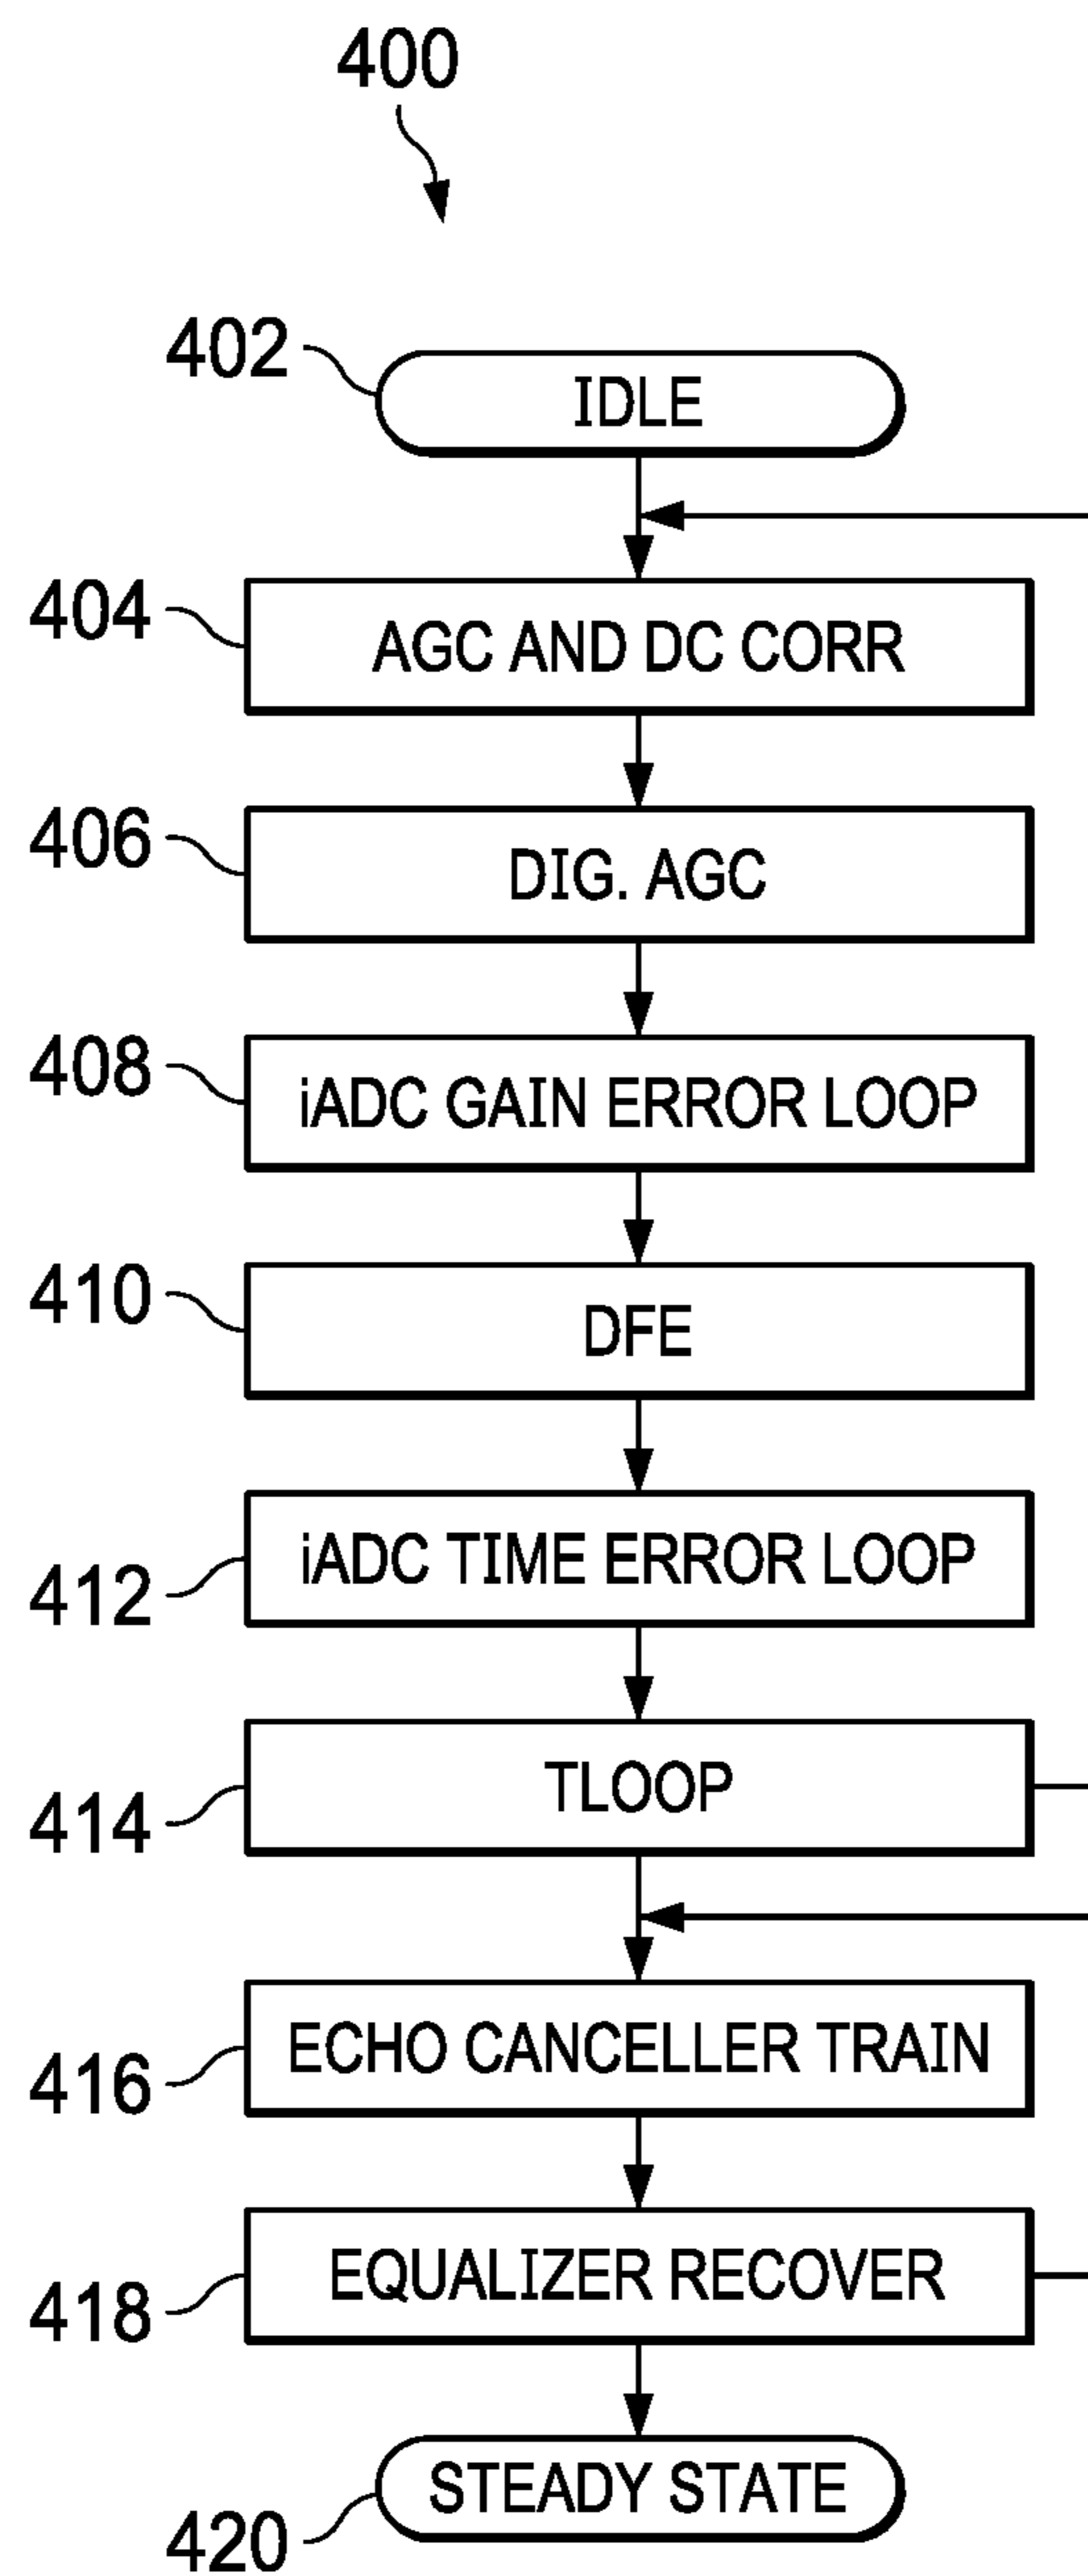 400
402
IDLE
404
AGC AND DC CORR
406
DIG. AGC
408
iADC GAIN ERROR LOOP
410
DFE
412
iADC TIME ERROR LOOP
414
TLOOP
416
ECHO CANCELLER TRAIN
418
EQUALIZER RECOVER
420
STEADY STATE